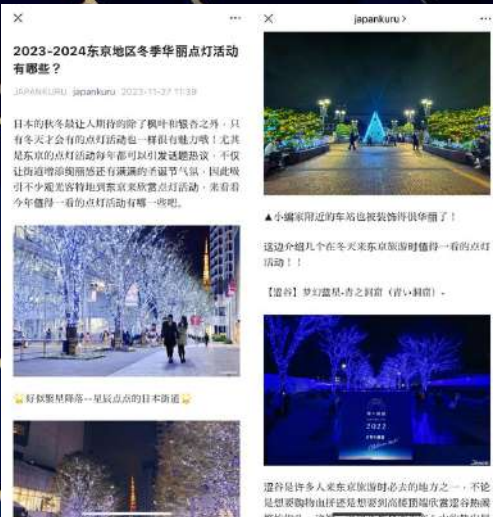 2023-2024东京地区冬季华丽点灯活动
有哪些？
JAPANKURU japankuru 2023-11-27 11:39
日本的秋冬最让人期待的除了枫叶和银杏之外，只
有冬天才会有的点灯活动也一样很有魅力哦！尤其
是东京的点灯活动每年都可以引发话题热议，不仅
让街道增添绚丽感还有满满的圣诞节气氛，因此吸
引不少观光客特地到东京来欣赏点灯活动，来看看
今年值得一看的点灯活动有哪一些吧。
好似繁星降落--星辰点点的日本街道
japankuru >
▲小编家附近的车站也被装饰得很华丽了！
这边介绍几个在冬天来东京旅游时值得一看的点灯
活动！！
【涩谷】梦幻蓝星-青之洞窟（青い洞窟）-
2022
涩谷是许多人来东京旅游时必去的地方之一，不论
是想要购物血拼还是想要到高楼顶端欣赏涩谷热闹